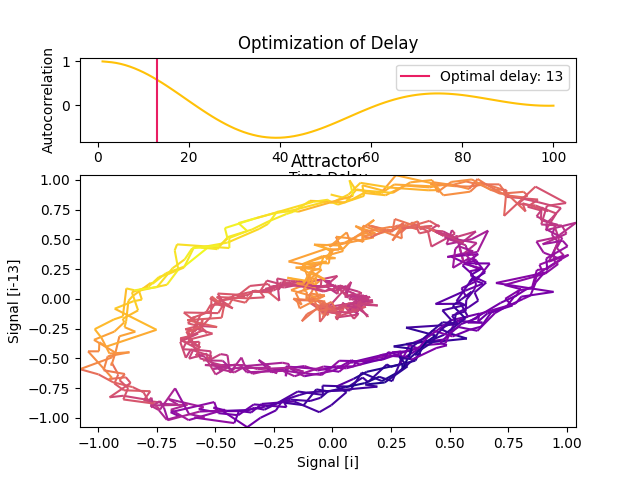 Optimization of Delay
Autocorrelation
1
0
Optimal delay: 13
0 20 40 60 80 100
Time Delay
Attractor
Signal [i-13]
1.00
0.75
0.50
0.25
0.00
−0.25
−0.50
−0.75
−1.00
−1.00 −0.75 −0.50 −0.25 0.00 0.25 0.50 0.75 1.00
Signal [i]